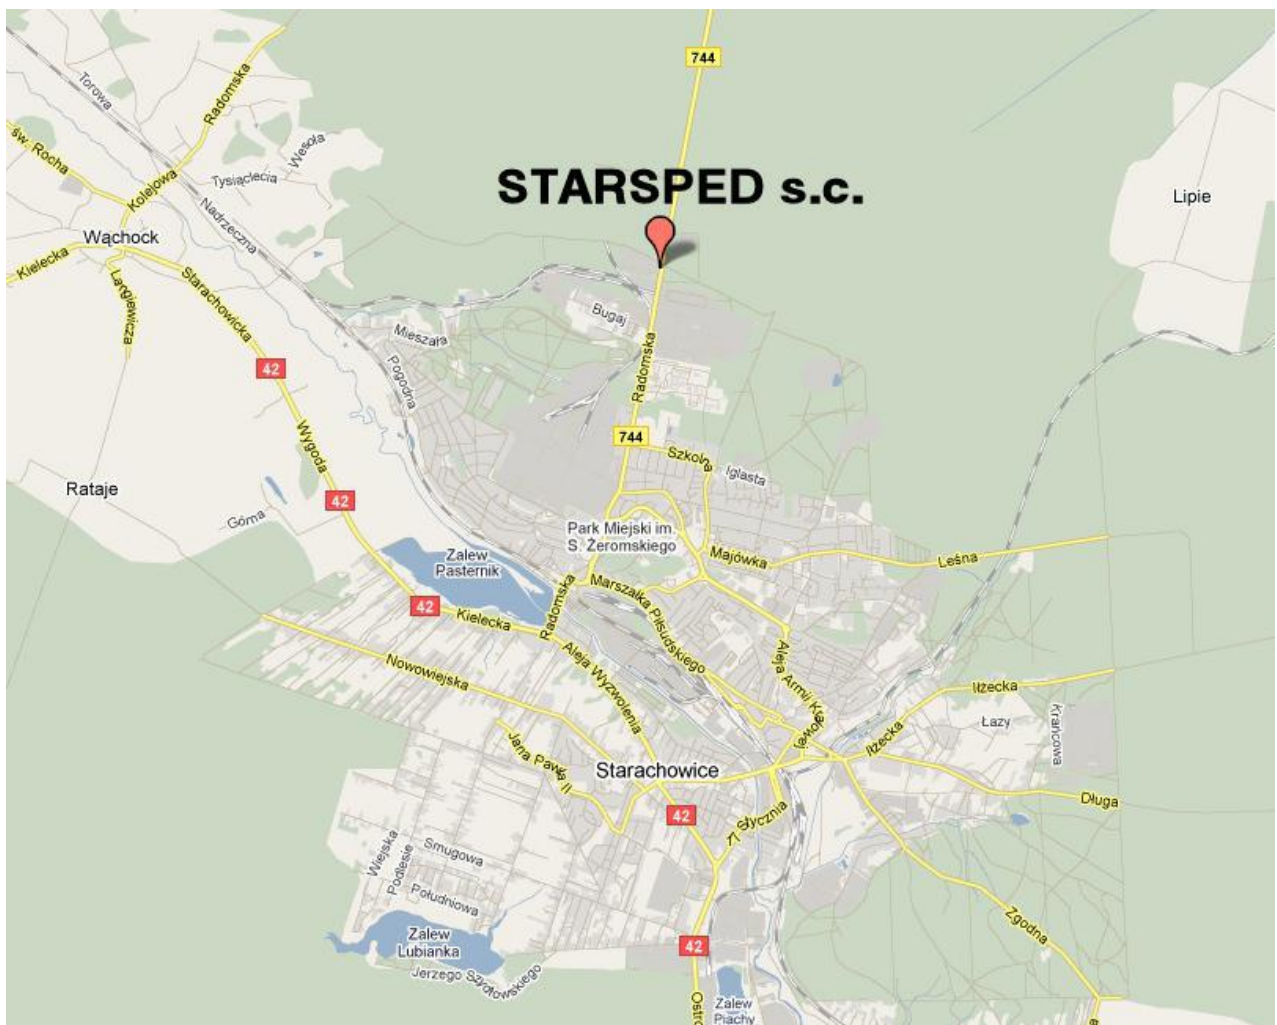 744
Torowa
Radomska
STARSPED s.c.
św. Rocha
Wesoła
Tysiąclecia
Kolejowa
Lipie
Nadrzeczna
Wąchock
Kielecka
Langiewicza
Starachowicka
Bugaj
Mieszała
Radomska
42
Pogodna
Wygoda
744
Szkolna
Iglasta
Rataje
42
Górna
Park Miejski im.
S. Żeromskiego
Zalew
Pasternik
Majówka
Leśna
Radomska
Marszałka Piłsudskiego
42
Kielecka
Nowowiejska
Aleja Wyzwolenia
Aleja Armii Krajowej
Iłżecka
Łazy
Krańcowa
Iłżecka
Jana Pawła II
Starachowice
Długa
42
Stycznia
Wiejska
Podlesie
Smugowa
Południowa
Zgodna
Zalew
Lubianka
42
Jerzego Szydłowskiego
Zalew
Piachy
Ostro